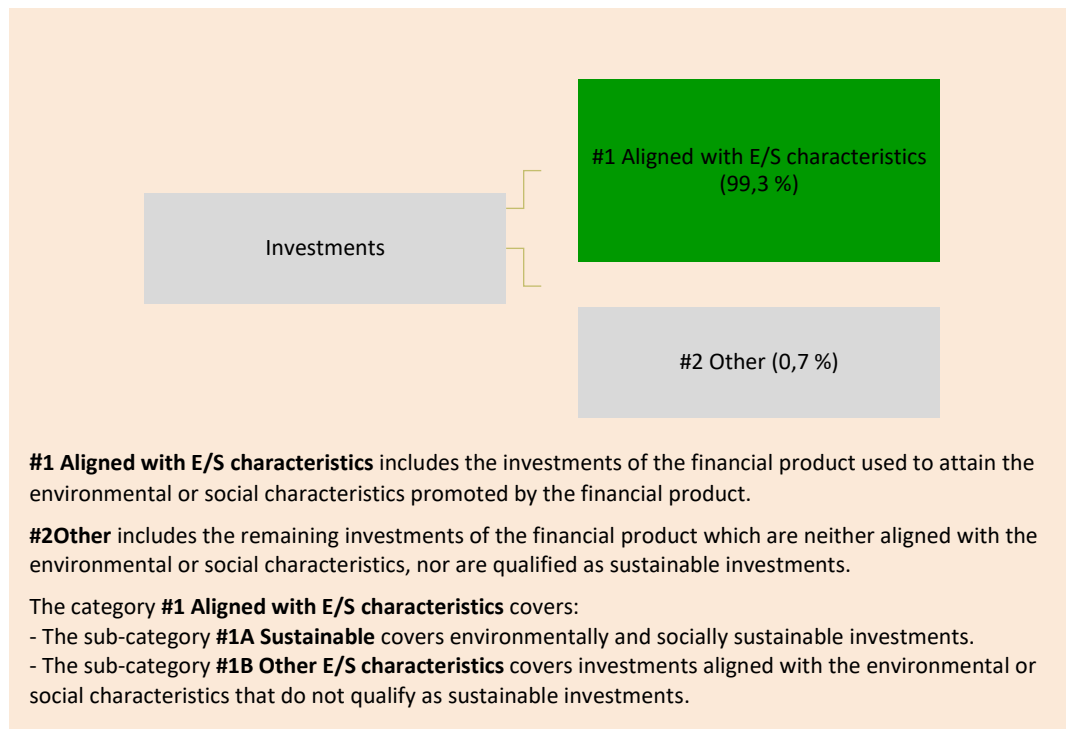 #1 Aligned with E/S characteristics
(99,3 %)
Investments
#2 Other (0,7 %)
#1 Aligned with E/S characteristics includes the investments of the financial product used to attain the
environmental or social characteristics promoted by the financial product.
#2Other includes the remaining investments of the financial product which are neither aligned with the
environmental or social characteristics, nor are qualified as sustainable investments.
The category #1 Aligned with E/S characteristics covers:
- The sub-category #1A Sustainable covers environmentally and socially sustainable investments.
- The sub-category #1B Other E/S characteristics covers investments aligned with the environmental or
social characteristics that do not qualify as sustainable investments.